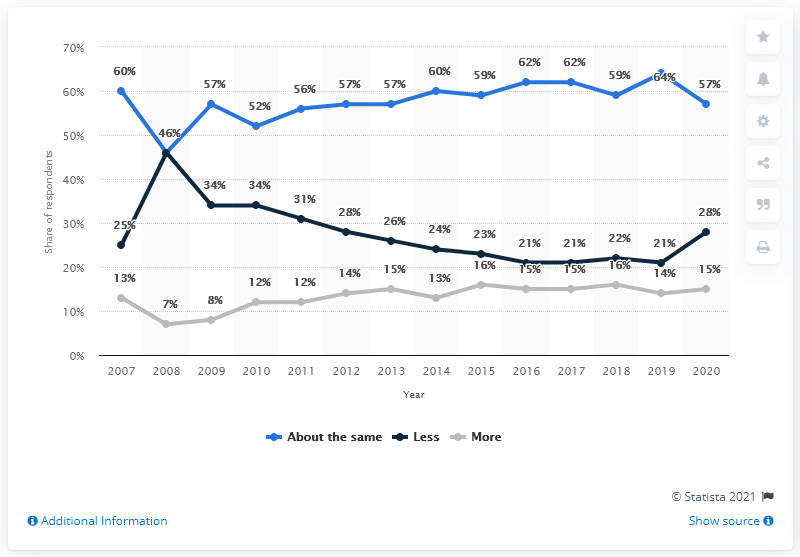 70%
60%
50%
40%
30%
20%
10%
0%
Share of respondents
60% 46% 57% 52% 56% 57% 57% 60% 59% 62% 62% 59% 64% 57%
25% 34% 34% 31% 28% 26% 24% 23% 21% 21% 22% 21% 28%
13% 7% 8% 12% 12% 14% 15% 13% 16% 15% 15% 16% 14% 15%
2007 2008 2009 2010 2011 2012 2013 2014 2015 2016 2017 2018 2019 2020
Year
About the same Less More
© Statista 2021
Additional Information Show source